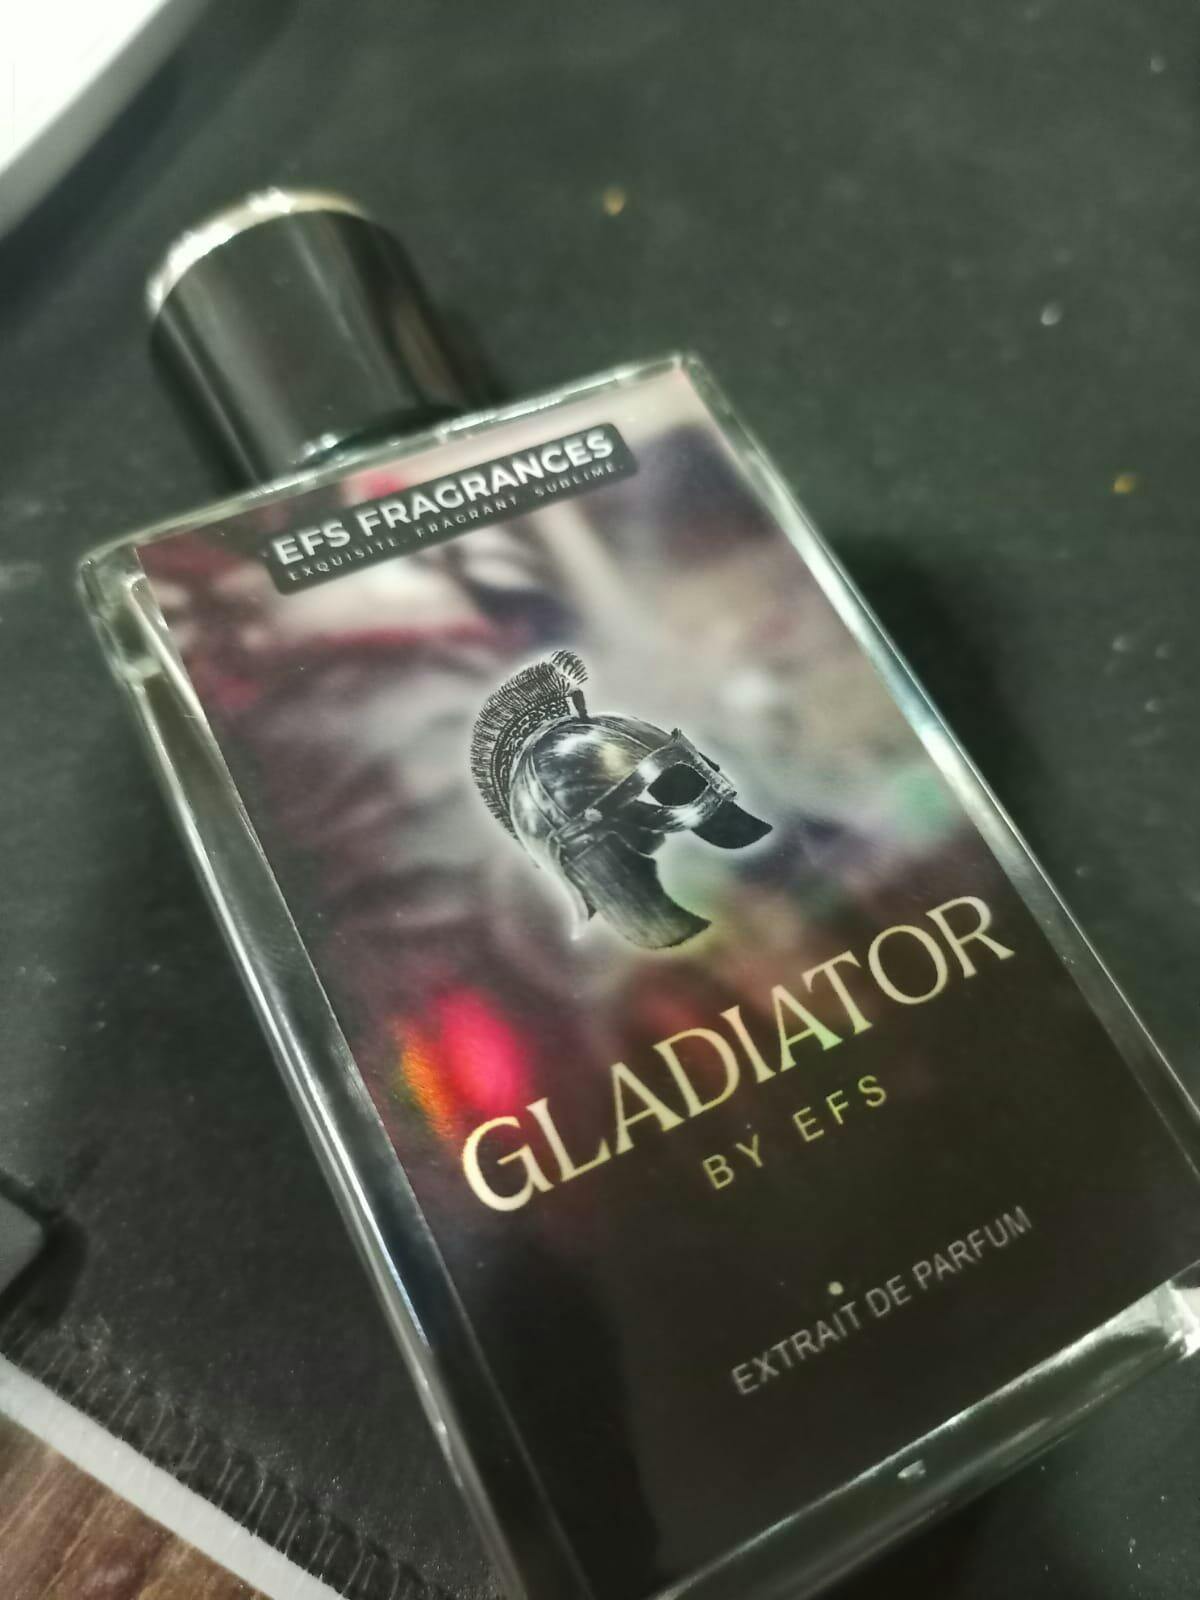 EFS FRAGRANCES
EXQUISITE. FRAGRANT. SUBLIME.
GLADIATOR
BY EFS
EXTRAIT DE PARFUM